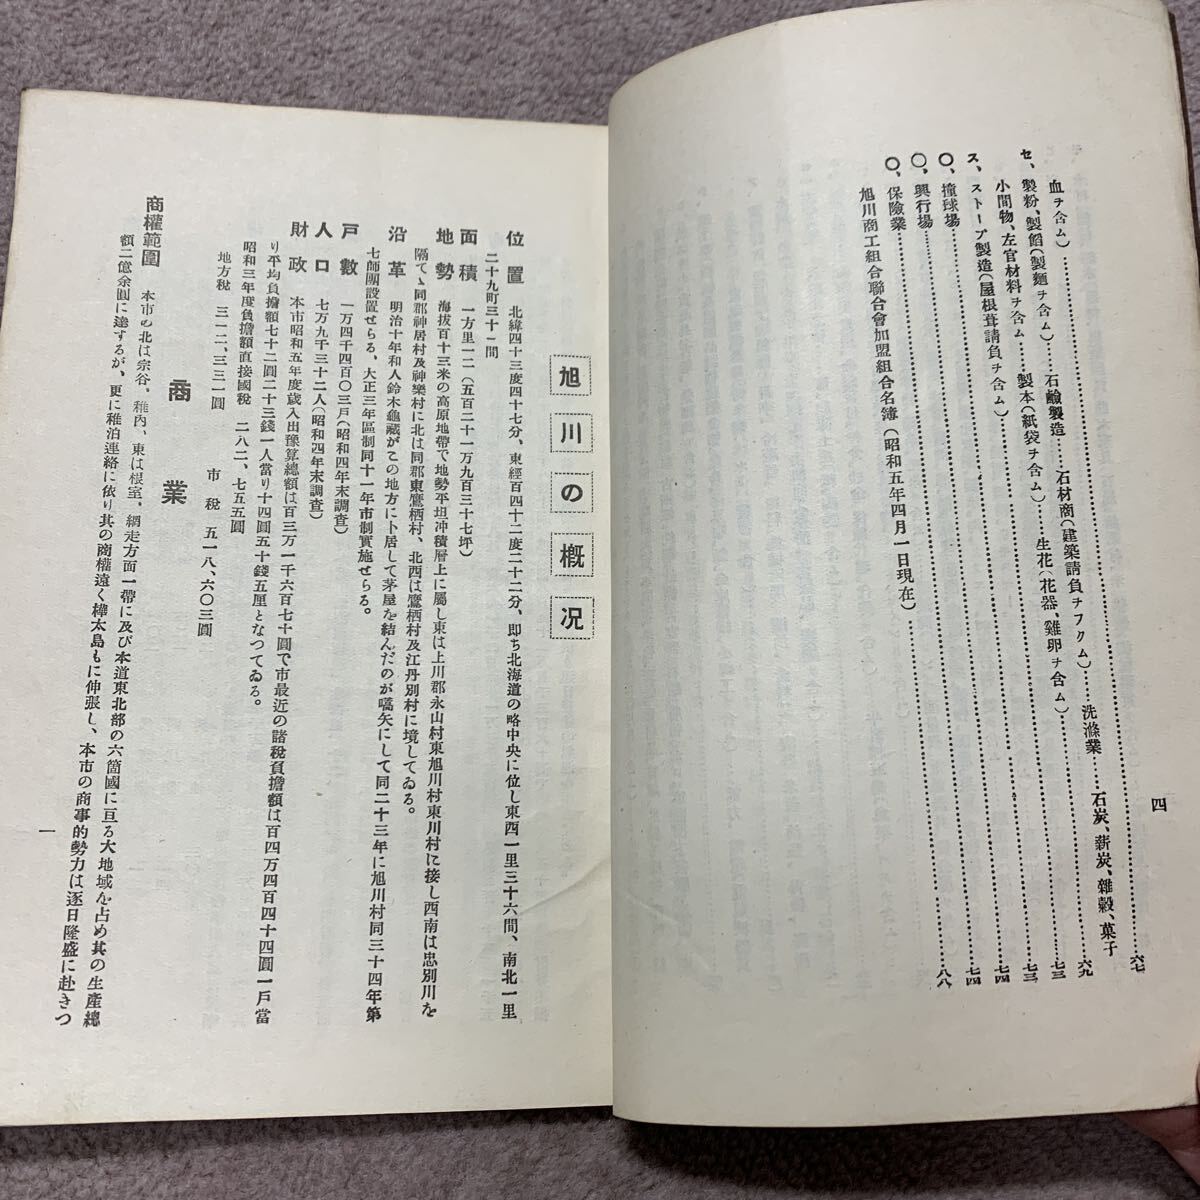 四
石炭、薪炭、雜穀、菓子
洗滌業
六七
血ヲ含ム)
石材商(建築請負ヲフクム)
石鹼製造
セ、製粉、製餡(製麺ヲ含ム)
生花(花器、雞卵ヲ含ム)
六九
小間物、左官材料ヲ含ム
製本(紙袋ヲ含ム)
七三
ス、ストーブ製造(屋根葺請負ヲ含ム)
七三
〇、撞球場
七四
〇、興行場
七四
〇、保險業
八八
旭川商工組合聯合會加盟組合名簿(昭和五年四月一日現在)
旭川の概況
位置 北緯四十三度四十七分、東經百四十二度二十二分、即ち北海道の略中央に位し東西一里三十六間、南北一里
二十九町三十一間
面積 一方里一二(五百二十一万九百三十七坪)
地勢 海拔百十三米の高原地帶で地勢平坦冲積層上に屬し東は上川郡永山村東旭川村東川村に接し西南は忠別川を
隔てゝ同郡神居村及神樂村に北は同郡東鷹栖村、北西は鷹栖村及江丹別村に境してゐる。
沿革 明治十年和人鈴木龜藏がこの地方に卜居して茅屋を結んだのが嚆矢にして同二十三年に旭川村同三十四年第
七師團設置せらる、大正三年區制同十一年市制實施せらる。
戸數 一万四千四百〇三戸(昭和四年末調査)
人口 七万九千三十二人(昭和四年末調査)
財政 本市昭和五年度歳入出豫算總額は百三万一千六百七十圓で市最近の諸稅負擔額は百四万四百四十四圓一戸當
り平均負擔額七十二圓二十三錢一人當り十四圓五十錢五厘となつてゐる。
昭和三年度負擔額直接國稅 二八二、七五五圓
地方稅 三一二、三三一圓 市稅 五一八、六〇三圓
商業
商權範圍 本市の北は宗谷、稚內、東は根室、網走方面一帶に及び本道東北部の六箇國に亘る大地域を占め其の生產總
額二億余圓に達するが、更に稚泊連絡に依り其の商權遠く樺太島もに伸張し、本市の商事的勢力は逐日隆盛に赴きつ
一